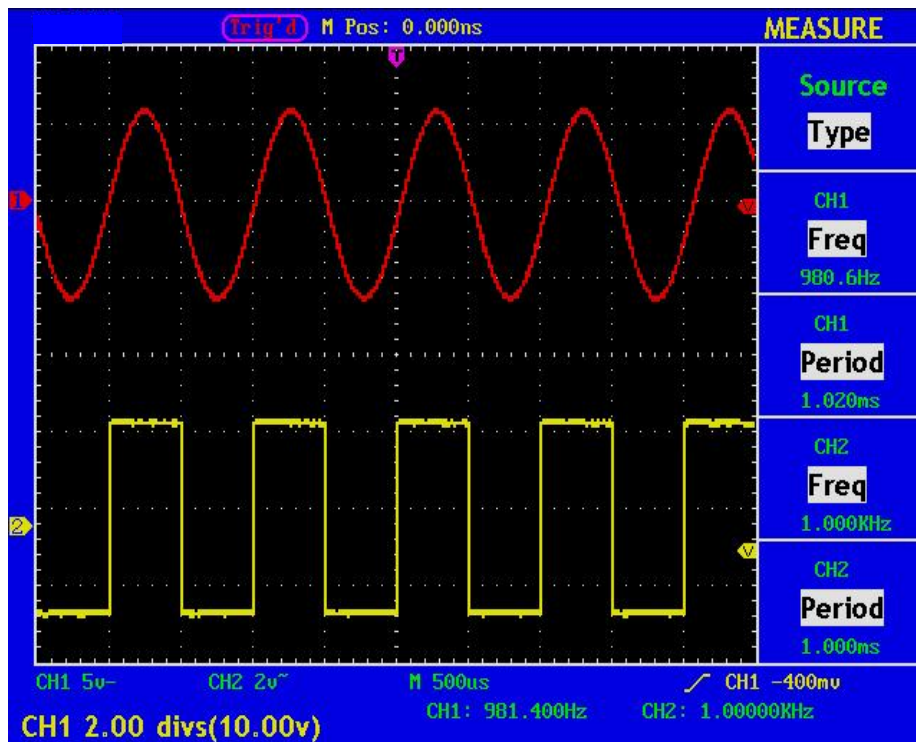 Trig'd M Pos: 0.000ns MEASURE
T
Source
Type
1
V
CH1
Freq
980.6Hz
CH1
Period
1.020ms
CH2
Freq
1.000KHz
2
V
CH2
Period
1.000ms
CH1 5v- CH2 2v~ M 500us CH1 -400mv
CH1: 981.400Hz CH2: 1.00000KHz
CH1 2.00 divs(10.00v)